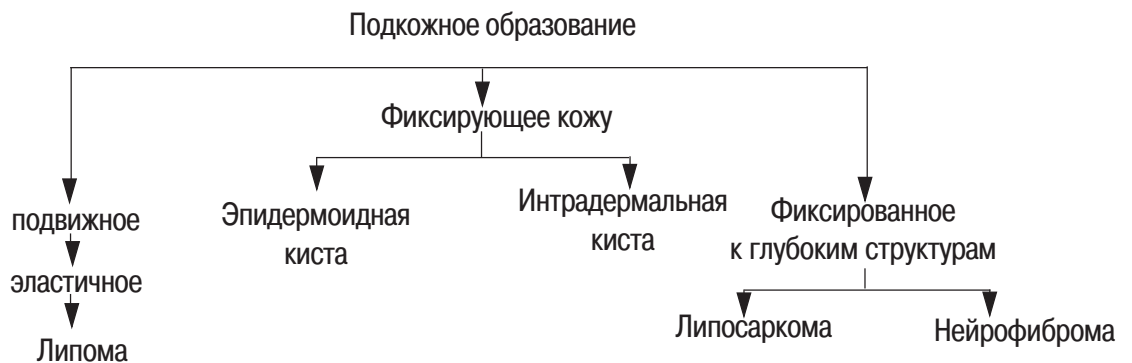 Подкожное образование
Фиксирующее кожу
подвижное
эластичное
Липома
Эпидермоидная
киста
Интрадермальная
киста
Фиксированное
к глубоким структурам
Липосаркома
Нейрофиброма